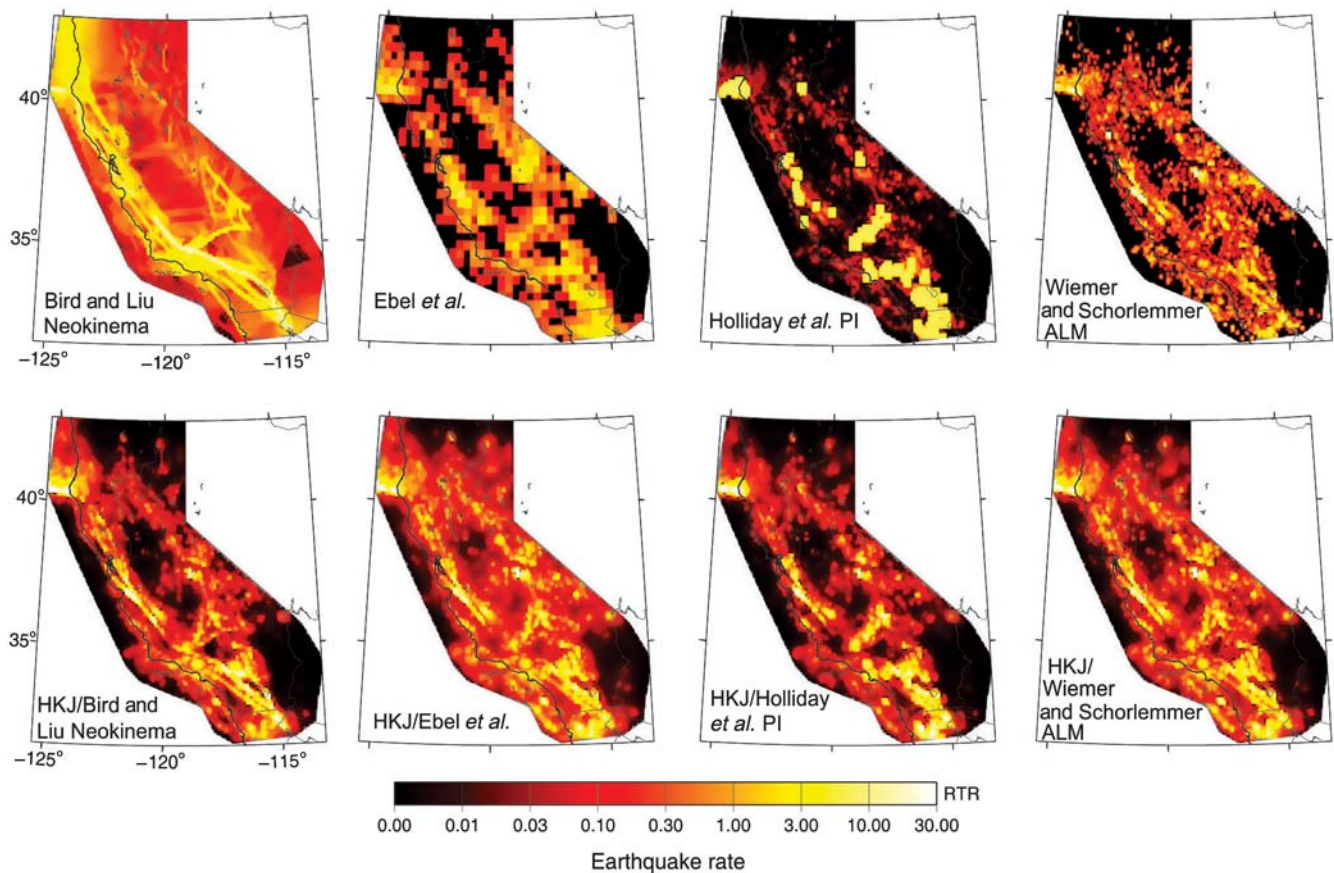 40°
35°
Bird and Liu
Neokinema
Ebel et al.
Holliday et al. PI
Wiemer
and Schorlemmer
ALM
−125°
−120°
−115°
40°
35°
HKJ/Bird and
Liu Neokinema
HKJ/Ebel et al.
HKJ/Holliday
et al. PI
HKJ/
Wiemer
and Schorlemmer
ALM
−125°
−120°
−115°
RTR
0.00 0.01 0.03 0.10 0.30 1.00 3.00 10.00 30.00
Earthquake rate